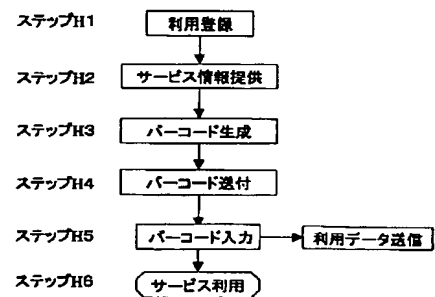 ステップH1 利用登録
ステップH2 サービス情報提供
ステップH3 バーコード生成
ステップH4 バーコード送付
ステップH5 バーコード入力 利用データ送信
ステップH6 サービス利用